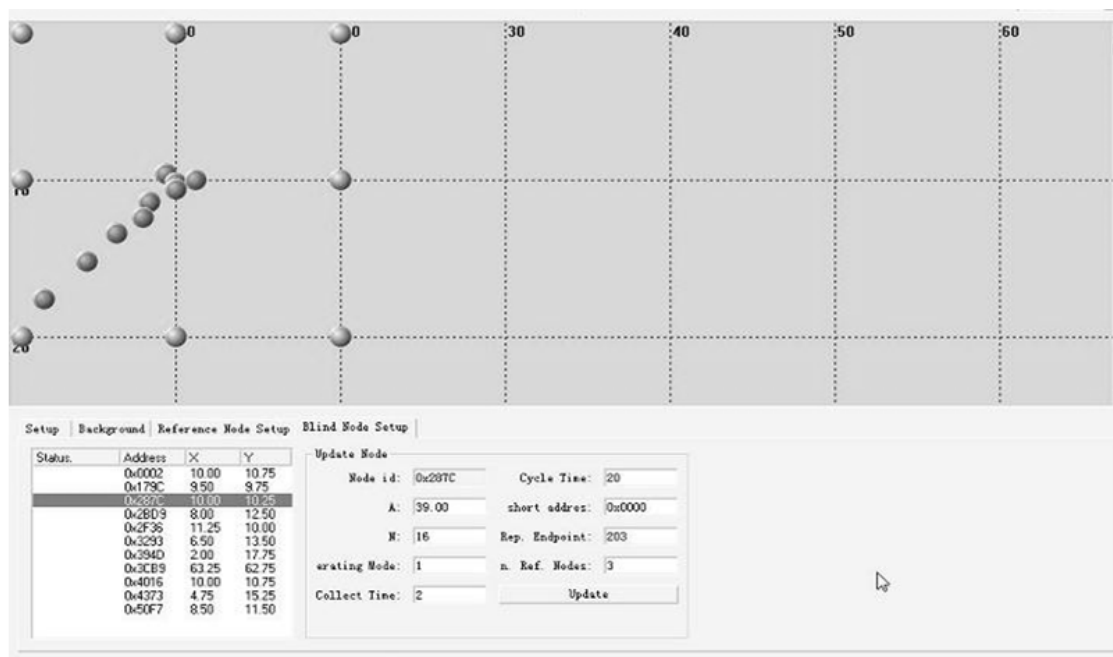 0 0 30 40 50 60
10
20
Setup Background Reference Node Setup Blind Node Setup
Status. Address X Y
0x0002 10.00 10.75
0x179C 9.50 9.75
0x287C 10.00 10.25
0x2BD9 8.00 12.50
0x2F36 11.25 10.00
0x3293 6.50 13.50
0x394D 2.00 17.75
0x3CB9 63.25 62.75
0x4016 10.00 10.75
0x4373 4.75 15.25
0x50F7 8.50 11.50
Update Node
Node id: 0x287C Cycle Time: 20
A: 39.00 short addres: 0x0000
N: 16 Rep. Endpoint: 203
erating Mode: 1 n. Ref. Nodes: 3
Collect Time: 2 Update